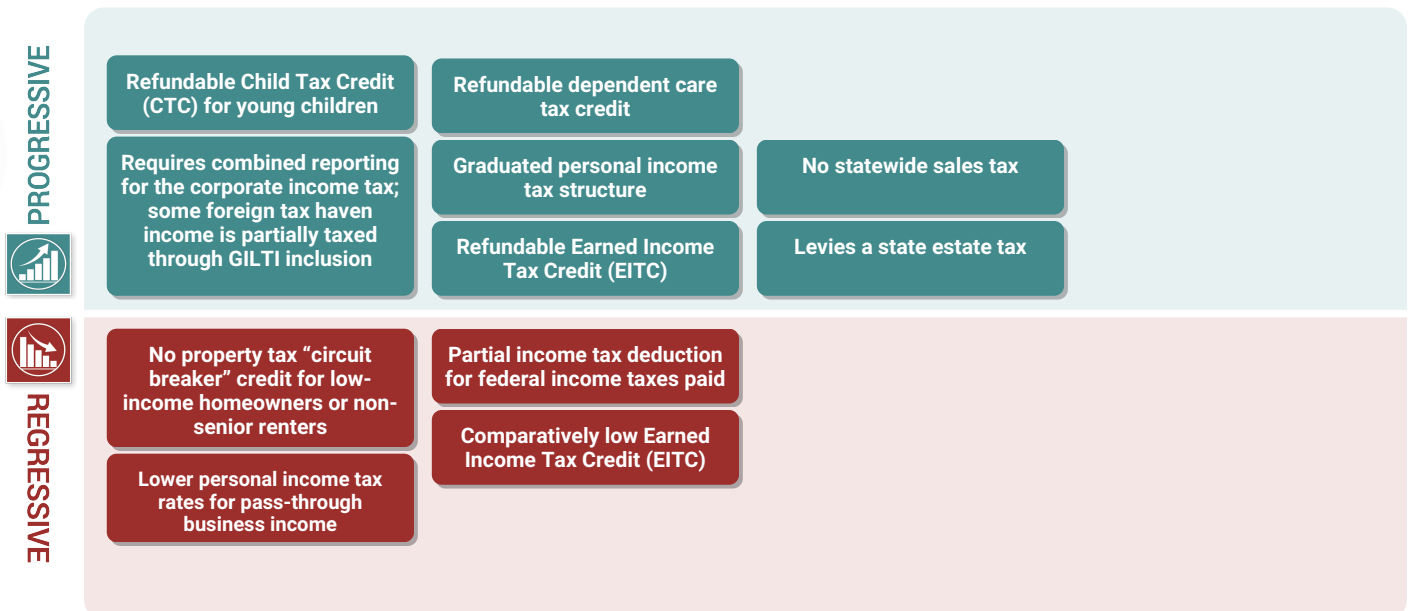 PROGRESSIVE
Refundable Child Tax Credit
(CTC) for young children
Requires combined reporting
for the corporate income tax;
some foreign tax haven
income is partially taxed
through GILTI inclusion
Refundable dependent care
tax credit
Graduated personal income
tax structure
Refundable Earned Income
Tax Credit (EITC)
No statewide sales tax
Levies a state estate tax
REGRESSIVE
No property tax “circuit
breaker” credit for low-
income homeowners or non-
senior renters
Lower personal income tax
rates for pass-through
business income
Partial income tax deduction
for federal income taxes paid
Comparatively low Earned
Income Tax Credit (EITC)